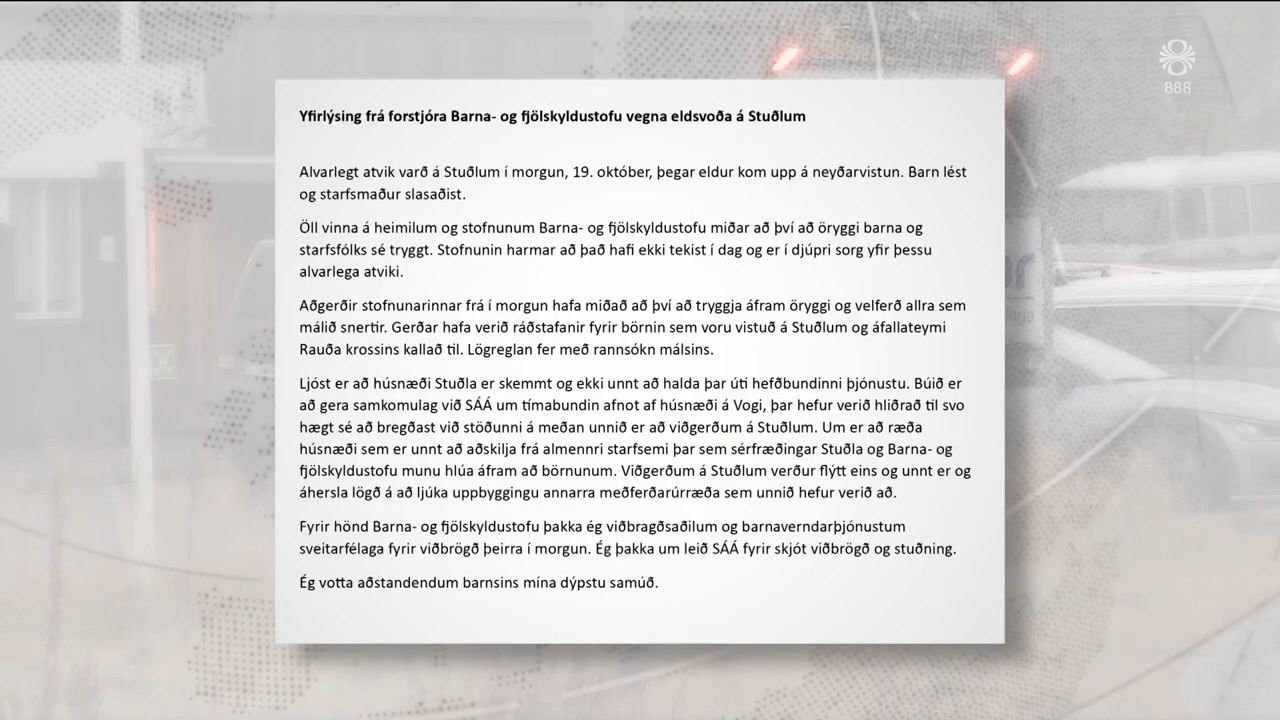 888
Yfirlýsing frá forstjóra Barna- og fjölskyldustofu vegna eldsvoða á Stuðlum
Alvarlegt atvik varð á Stuðlum í morgun, 19. október, þegar eldur kom upp á neyðarvistun. Barn lést
og starfsmaður slasaðist.
Öll vinna á heimilum og stofnunum Barna- og fjölskyldustofu miðar að því að öryggi barna og
starfsfólks sé tryggt. Stofnunin harmar að það hafi ekki tekist í dag og er í djúpri sorg yfir þessu
alvarlega atviki.
Aðgerðir stofnunarinnar frá í morgun hafa miðað að því að tryggja áfram öryggi og velferð allra sem
málið snertir. Gerðar hafa verið ráðstafanir fyrir börnin sem voru vistuð á Stuðlum og áfallateymi
Rauða krossins kallað til. Lögreglan fer með rannsókn málsins.
Ljóst er að húsnæði Stuðla er skemmt og ekki unnt að halda þar úti hefðbundinni þjónustu. Búið er
að gera samkomulag við SÁÁ um tímabundin afnot af húsnæði á Vogi, þar hefur verið hliðrað til svo
hægt sé að bregðast við stöðunni á meðan unnið er að viðgerðum á Stuðlum. Um er að ræða
húsnæði sem er unnt að aðskilja frá almennri starfsemi þar sem sérfræðingar Stuðla og Barna- og
fjölskyldustofu munu hlúa áfram að börnunum. Viðgerðum á Stuðlum verður flýtt eins og unnt er og
áhersla lögð á að ljúka uppbyggingu annarra meðferðarúrræða sem unnið hefur verið að.
Fyrir hönd Barna- og fjölskyldustofu þakka ég viðbragðsaðilum og barnaverndarþjónustum
sveitarfélaga fyrir viðbrögð þeirra í morgun. Ég þakka um leið SÁÁ fyrir skjót viðbrögð og stuðning.
Ég votta aðstandendum barnsins mína dýpstu samúð.